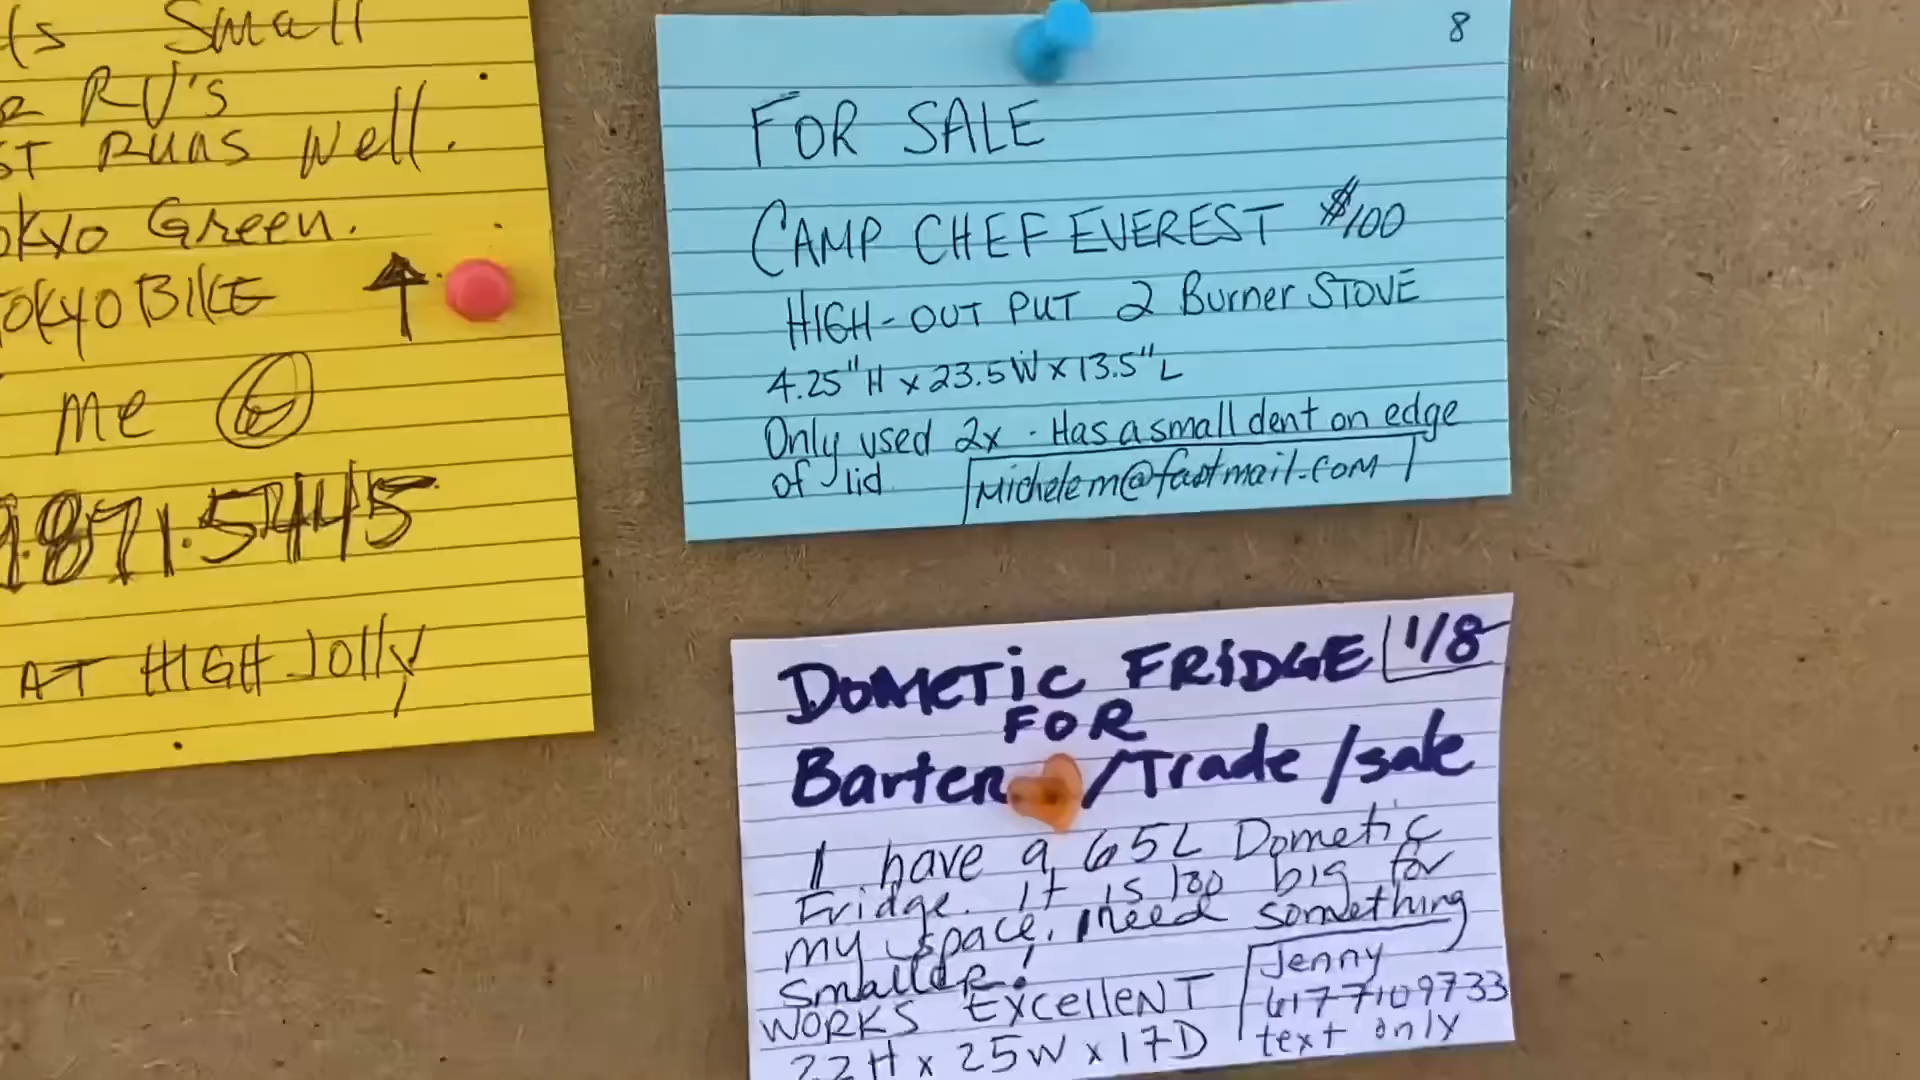 Small
RV'S
RUNS Well.
Green.
BIKE
Me
871.5445
AT HIGH Jolly
8
FOR SALE
CAMP CHEF EVEREST $100
HIGH-OUT PUT 2 Burner STOVE
4.25"H x 23.5W x 13.5"L
Only used 2x - Has a small dent on edge
of lid Michelem@fastmail.com
DOMETIC FRIDGE 1/8
FOR
Barter /Trade/sale
I have a 65L Dometic
Fridge. It is too big for
my space. I need something
smaller!
WORKS EXCELLENT
22H x 25W x 17D
Jenny
6177109733
text only